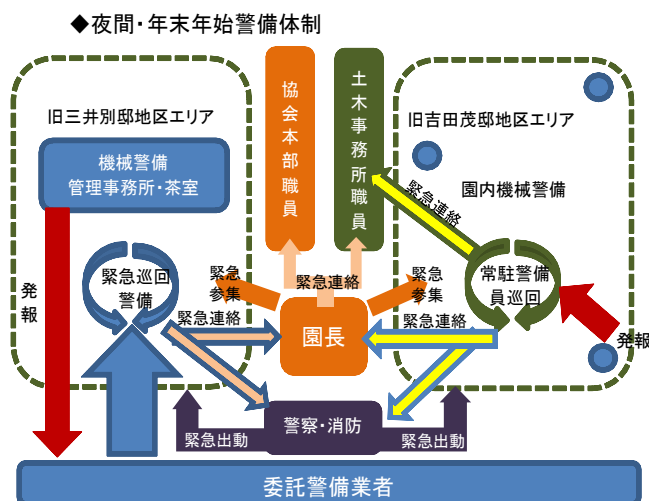 ◆夜間・年末年始警備体制
旧三井別邸地区エリア
機械警備
管理事務所・茶室
発報
緊急巡回
警備
協会本部職員
土木事務所職員
旧吉田茂邸地区エリア
園内機械警備
緊急連絡
常駐警備
員巡回
発報
緊急
参集
緊急連絡
緊急
参集
緊急連絡
園長
緊急連絡
警察・消防
緊急出動
緊急出動
委託警備業者